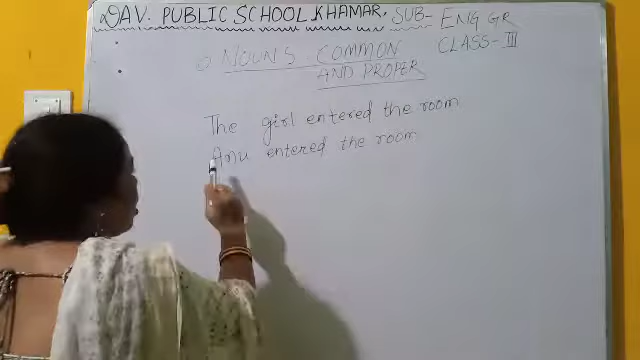 DAV. PUBLIC SCHOOL KHAMAR, SUB- ENG GR
CLASS- III
NOUNS COMMON
AND PROPER
The girl entered the room
Anu entered the room